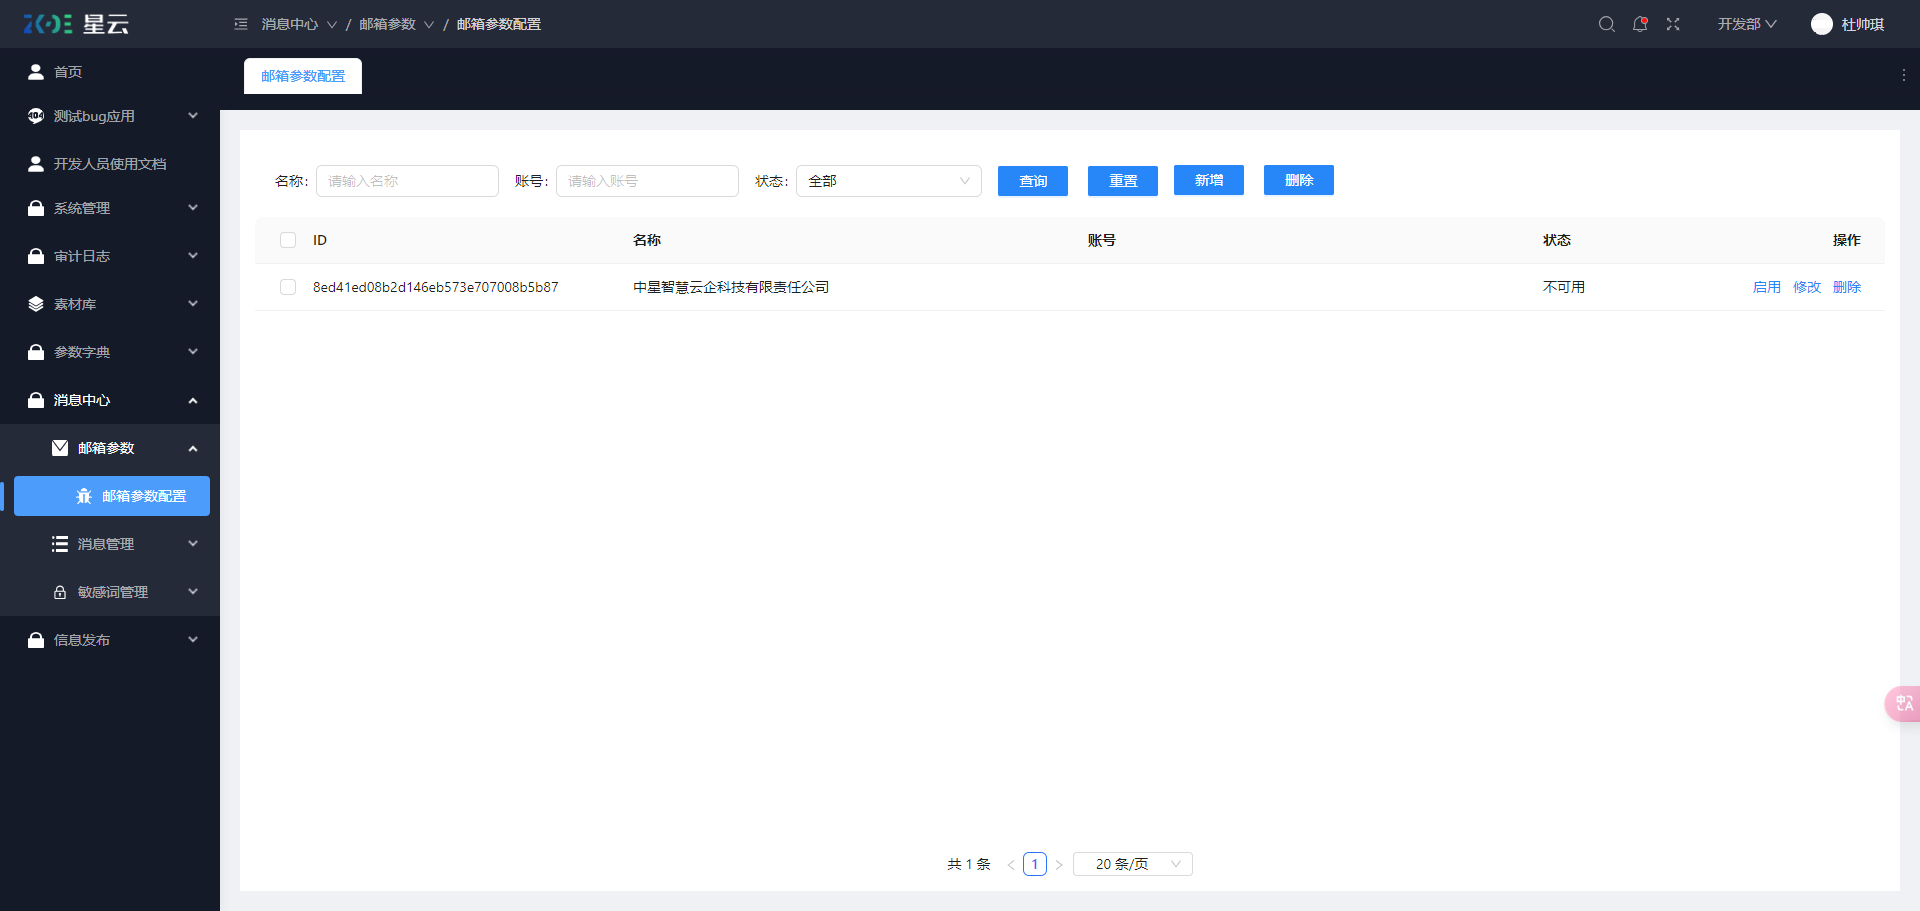 星云
消息中心 / 邮箱参数 / 邮箱参数配置
开发部
杜帅琪
首页
测试bug应用
开发人员使用文档
系统管理
审计日志
素材库
参数字典
消息中心
邮箱参数
邮箱参数配置
消息管理
敏感词管理
信息发布
邮箱参数配置
名称: 请输入名称 账号: 请输入账号 状态: 全部 查询 重置 新增 删除
ID 名称 账号 状态 操作
8ed41ed08b2d146eb573e707008b5b87 中星智慧云企科技有限责任公司 不可用 启用 修改 删除
共 1 条 < 1 > 20 条/页